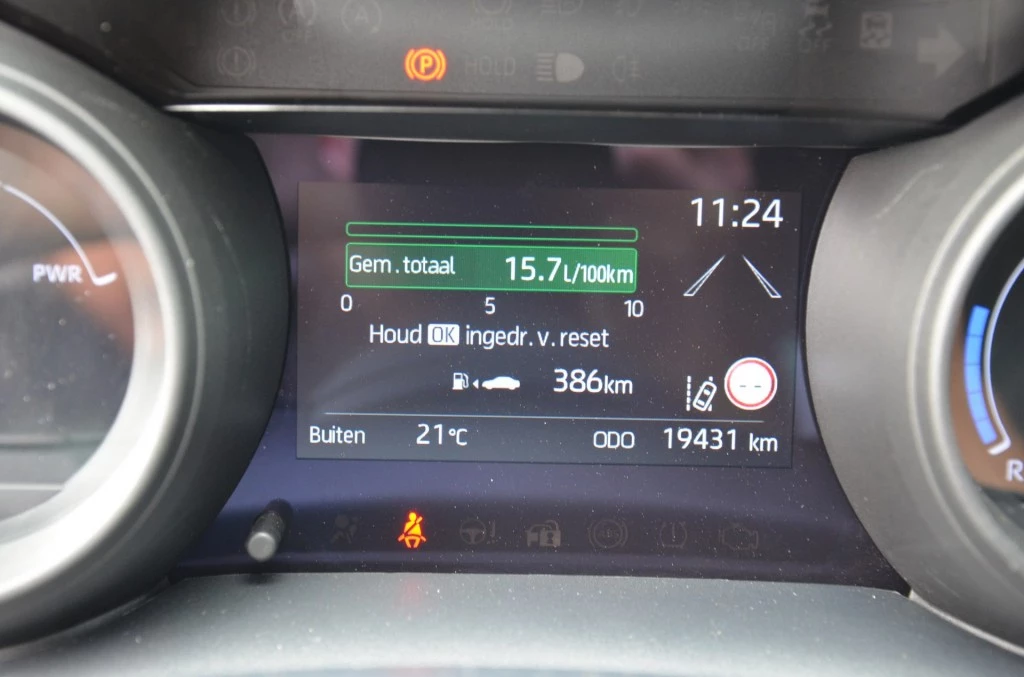 HOLD
PWR
11:24
Gem.totaal 15.7L/100km
0 5 10
Houd OK ingedr.v.reset
386km
--
Buiten 21°C ODO 19431 km